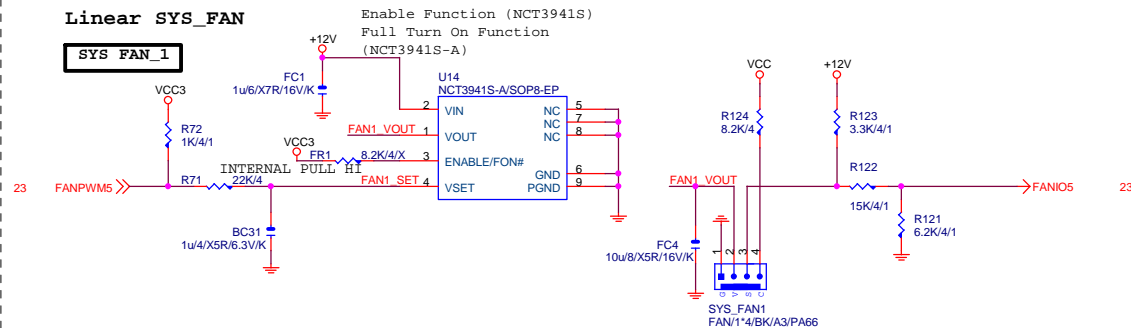 Linear SYS_FAN
SYS FAN_1
Enable Function (NCT3941S)
Full Turn On Function
(NCT3941S-A)
+12V
FC1
1u/6/X7R/16V/K
U14
NCT3941S-A/SOP8-EP
2 VIN
1 VOUT
3 ENABLE/FON#
4 VSET
NC 5
NC 7
NC 8
GND 6
PGND 9
FAN1_VOUT
VCC3
FR1 8.2K/4/X
INTERNAL PULL HI
FAN1_SET
VCC3
R72
1K/4/1
23 FANPWM5
R71 22K/4
BC31
1u/4/X5R/6.3V/K
VCC
R124
8.2K/4
+12V
R123
3.3K/4/1
R122
15K/4/1
FANIO5 23
R121
6.2K/4/1
FAN1_VOUT
FC4
10u/8/X5R/16V/K
1 2 3 4
G V S C
SYS_FAN1
FAN/1*4/BK/A3/PA66